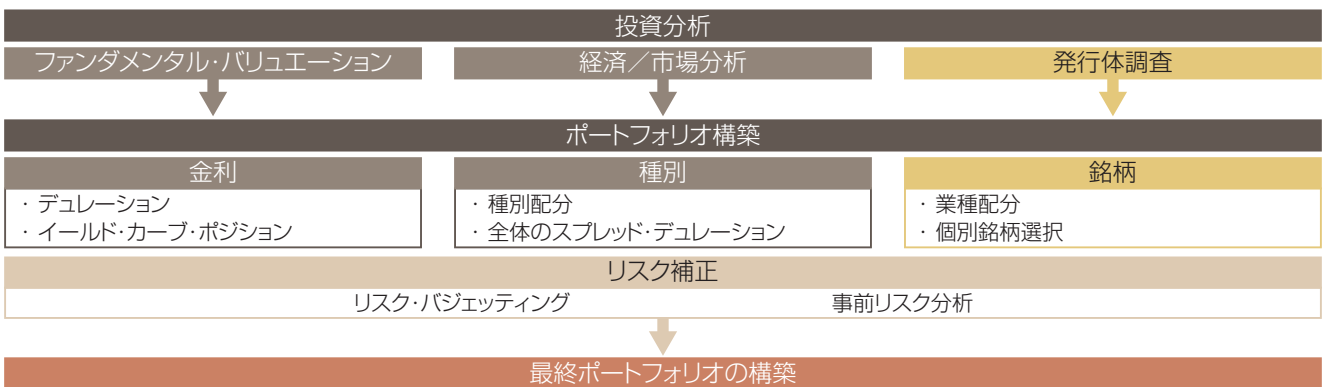 投資分析
ファンダメンタル・バリュエーション
経済／市場分析
発行体調査
ポートフォリオ構築
金利
・デュレーション
・イールド・カーブ・ポジション
種別
・種別配分
・全体のスプレッド・デュレーション
銘柄
・業種配分
・個別銘柄選択
リスク補正
リスク・バジェッティング
事前リスク分析
最終ポートフォリオの構築